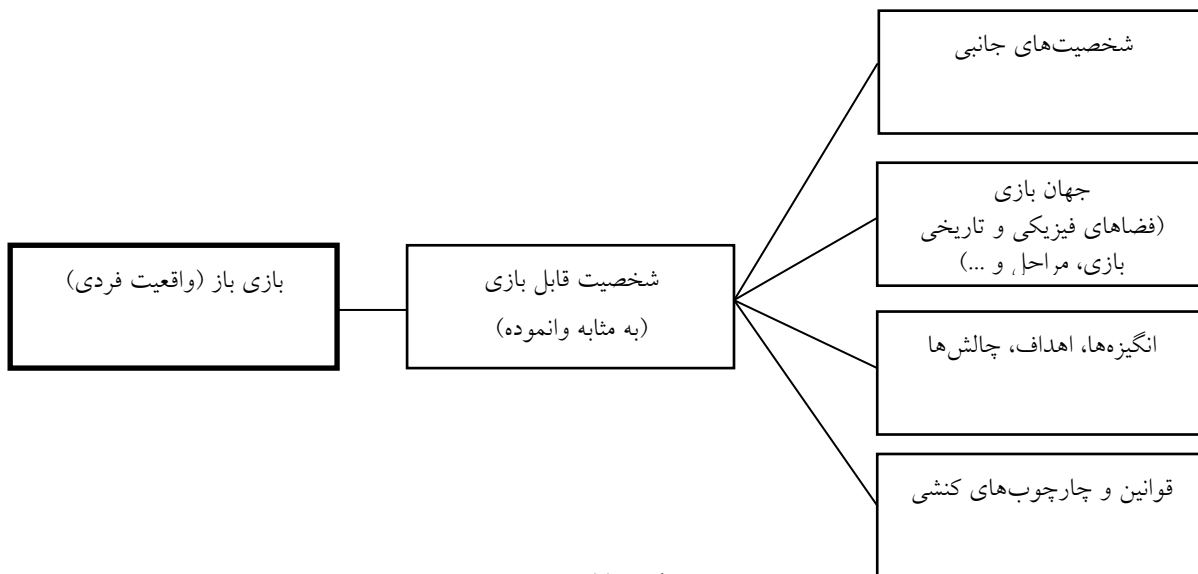 شخصیت‌های جانبی
جهان بازی
(فضاهای فیزیکی و تاریخی
بازی، مراحل و ...)
بازی باز (واقعیت فردی)
شخصیت قابل بازی
(به مثابه وانموده)
انگیزه‌ها، اهداف، چالش‌ها
قوانین و چارچوب‌های کنشی